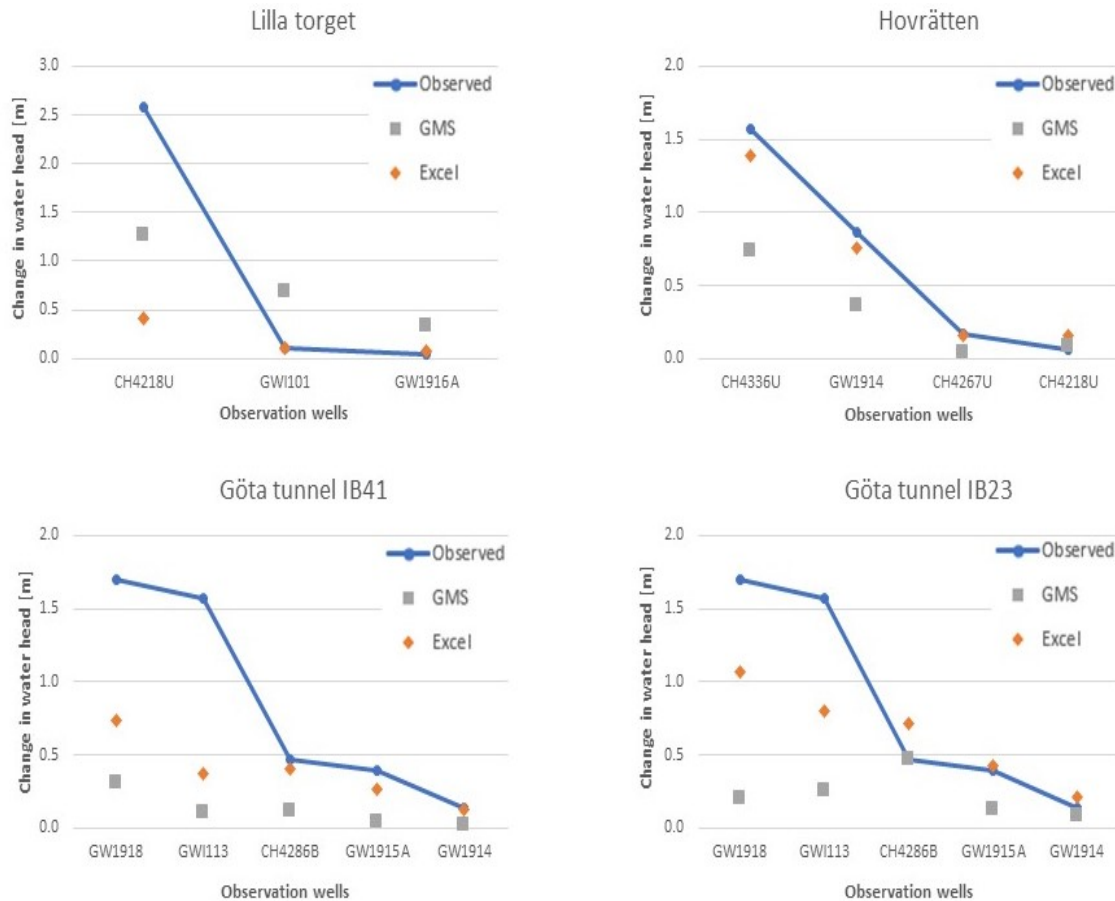 Lilla torget
3.0
2.5
2.0
1.5
1.0
0.5
0.0
Change in water head [m]
Observed
GMS
Excel
CH4218U GWI101 GW1916A
Observation wells
Hovrätten
2.0
1.5
1.0
0.5
0.0
Change in water head [m]
Observed
GMS
Excel
CH4336U GW1914 CH4267U CH4218U
Observation wells
Göta tunnel IB41
2.0
1.5
1.0
0.5
0.0
Change in water head [m]
Observed
GMS
Excel
GW1918 GWI113 CH4286B GW1915A GW1914
Observation wells
Göta tunnel IB23
2.0
1.5
1.0
0.5
0.0
Change in water head [m]
Observed
GMS
Excel
GW1918 GWI113 CH4286B GW1915A GW1914
Observation wells